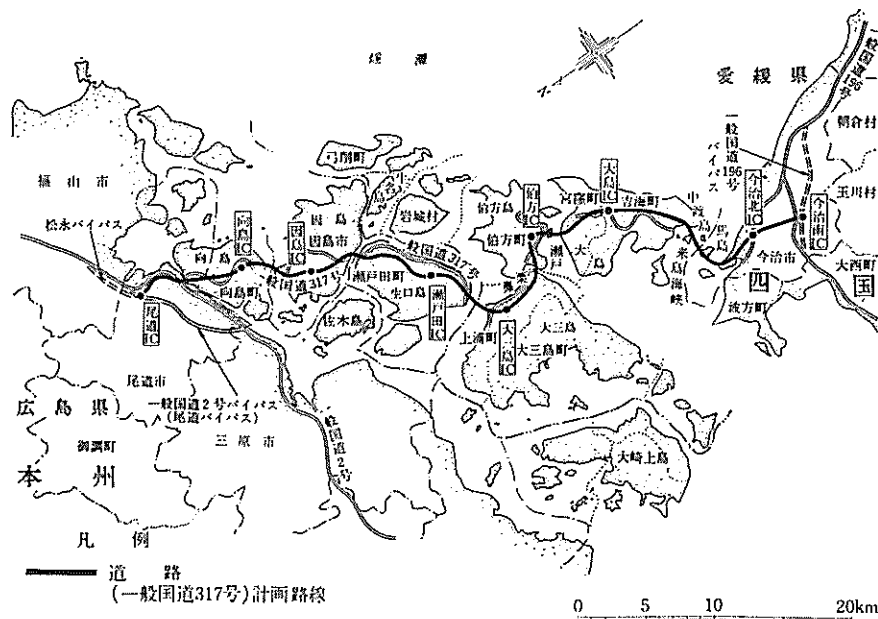 燧灘
愛媛県
一般国道196号
一般国道196号
バイパス
朝倉村
玉川村
大西町
今治北IC
今治南IC
今治市
波方町
四国
馬島
中渡島
来島海峡
吉海町
宮窪町
大島IC
大島
伯方島
伯方町
伯方IC
瀬戸
鼻栗
弓削町
岩城村
因島
因島市
因島IC
一般国道317号
一般国道317号
瀬戸田町
生口島
瀬戸田IC
佐木島
上浦町
大三島IC
大三島
大三島町
大崎上島
福山市
松永バイパス
向島
向島町
向島IC
尾道IC
尾道市
一般国道2号バイパス
(尾道バイパス)
一般国道2号
三原市
広島県
御調町
本州
凡例
道路
(一般国道317号)計画路線
0 5 10 20km